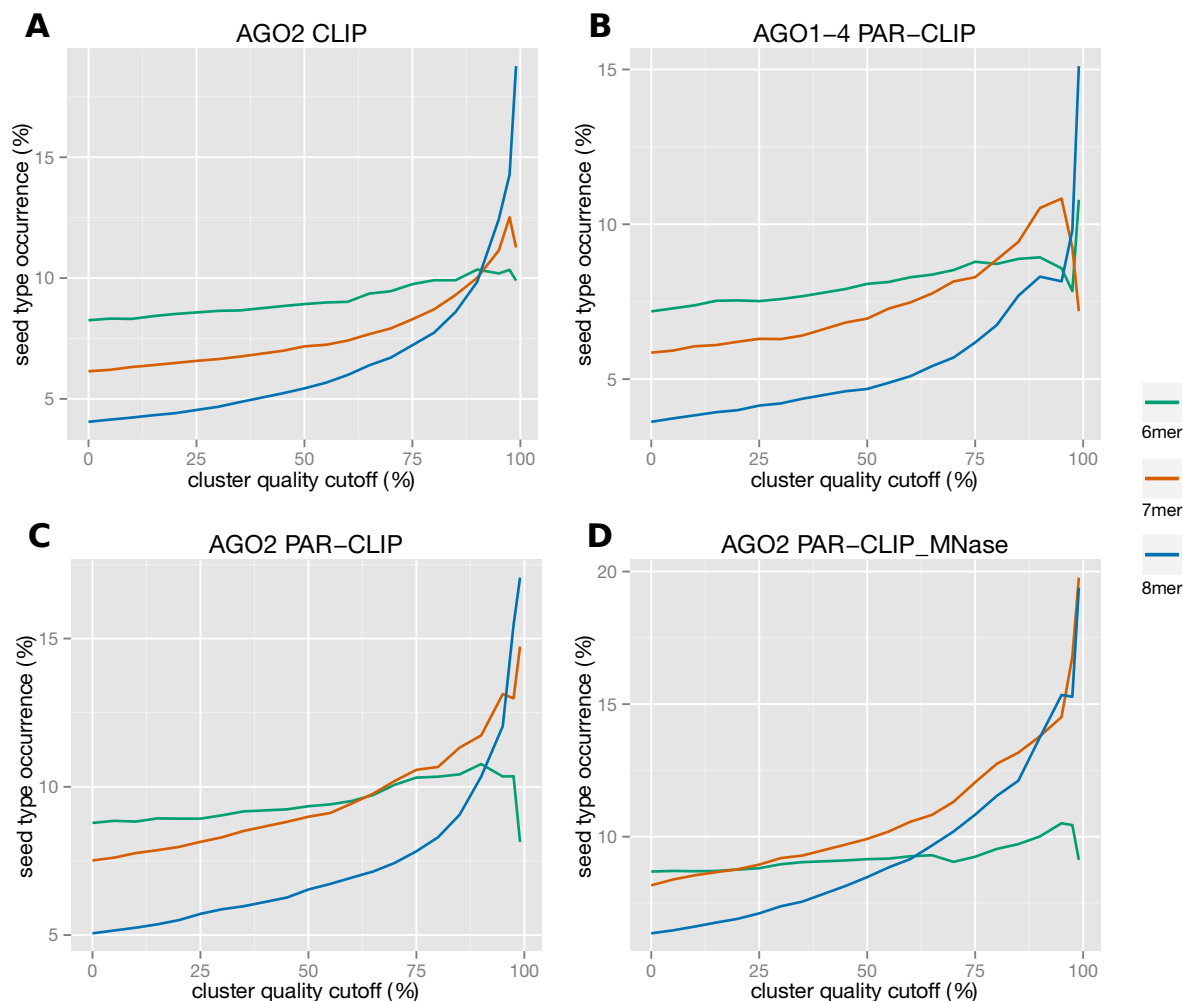 A
AGO2 CLIP
seed type occurrence (%)
15
10
5
0 25 50 75 100
cluster quality cutoff (%)
B
AGO1−4 PAR−CLIP
seed type occurrence (%)
15
10
5
0 25 50 75 100
cluster quality cutoff (%)
C
AGO2 PAR−CLIP
seed type occurrence (%)
15
10
5
0 25 50 75 100
cluster quality cutoff (%)
D
AGO2 PAR−CLIP_MNase
seed type occurrence (%)
20
15
10
0 25 50 75 100
cluster quality cutoff (%)
6mer
7mer
8mer